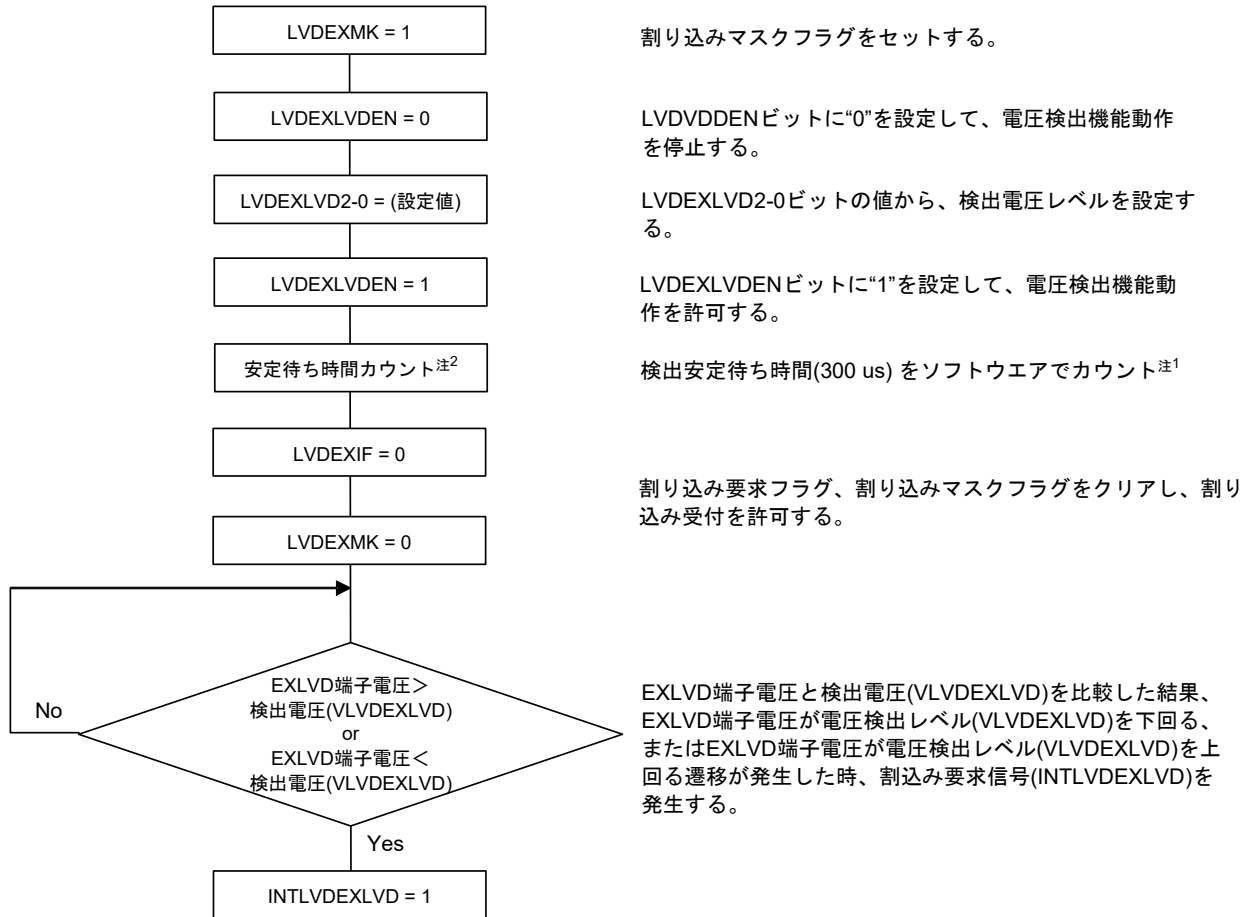 LVDEXMK = 1
割り込みマスクフラグをセットする。
LVDEXLVDEN = 0
LVDVDDENビットに“0”を設定して、電圧検出機能動作
を停止する。
LVDEXLVD2-0 = (設定値)
LVDEXLVD2-0ビットの値から、検出電圧レベルを設定す
る。
LVDEXLVDEN = 1
LVDEXLVDENビットに“1”を設定して、電圧検出機能動
作を許可する。
安定待ち時間カウント注2
検出安定待ち時間(300 us) をソフトウエアでカウント注1
LVDEXIF = 0
割り込み要求フラグ、割り込みマスクフラグをクリアし、割り
込み受付を許可する。
LVDEXMK = 0
No
EXLVD端子電圧＞
検出電圧(VLVDEXLVD)
or
EXLVD端子電圧＜
検出電圧(VLVDEXLVD)
EXLVD端子電圧と検出電圧(VLVDEXLVD)を比較した結果、
EXLVD端子電圧が電圧検出レベル(VLVDEXLVD)を下回る、
またはEXLVD端子電圧が電圧検出レベル(VLVDEXLVD)を上
回る遷移が発生した時、割込み要求信号(INTLVDEXLVD)を
発生する。
Yes
INTLVDEXLVD = 1